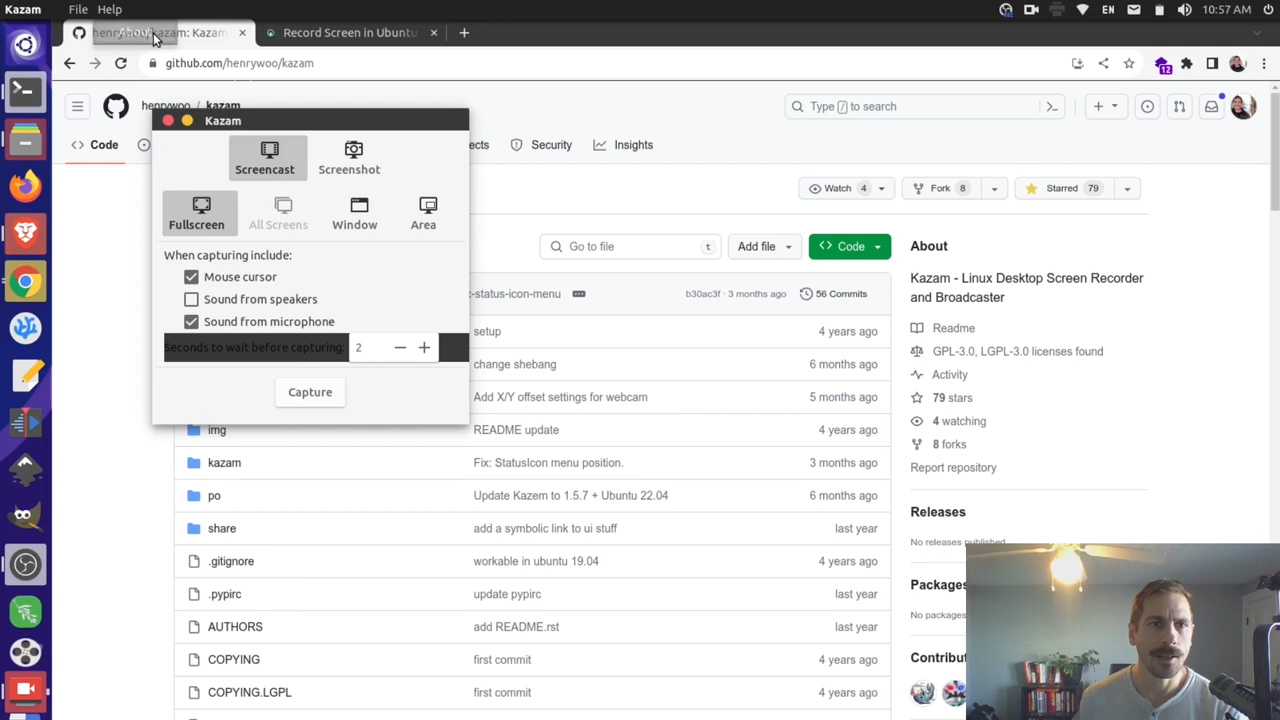 Kazam File Help EN 10:57 AM
About
Kazam: Kazam Record Screen in Ubuntu
github.com/henrywoo/kazam 12
henrywoo / kazam Type / to search
Kazam
Code Security Insights
Screencast Screenshot
Watch 4 Fork 8 Starred 79
Fullscreen All Screens Window Area
Go to file t Add file Code About
When capturing include: Kazam - Linux Desktop Screen Recorder
and Broadcaster
Mouse cursor
-status-icon-menu b30ac3f · 3 months ago 56 Commits
Sound from speakers
Sound from microphone
Readme
setup 4 years ago
Seconds to wait before capturing: 2 − +
GPL-3.0, LGPL-3.0 licenses found
change shebang 6 months ago
Activity
Capture
Add X/Y offset settings for webcam 5 months ago
79 stars
4 watching
img README update 4 years ago
8 forks
kazam Fix: StatusIcon menu position. 3 months ago
Report repository
po Update Kazem to 1.5.7 + Ubuntu 22.04 6 months ago
Releases
share add a symbolic link to ui stuff last year
No releases published
.gitignore workable in ubuntu 19.04 4 years ago
Packages
.pypirc update pypirc last year
No packages
AUTHORS add README.rst last year
COPYING first commit 4 years ago
Contribut
COPYING.LGPL first commit 4 years ago